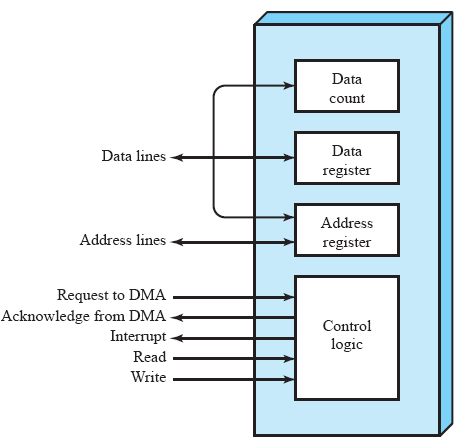 Data
count
Data lines
Data
register
Address lines
Address
register
Request to DMA
Acknowledge from DMA
Interrupt
Read
Write
Control
logic